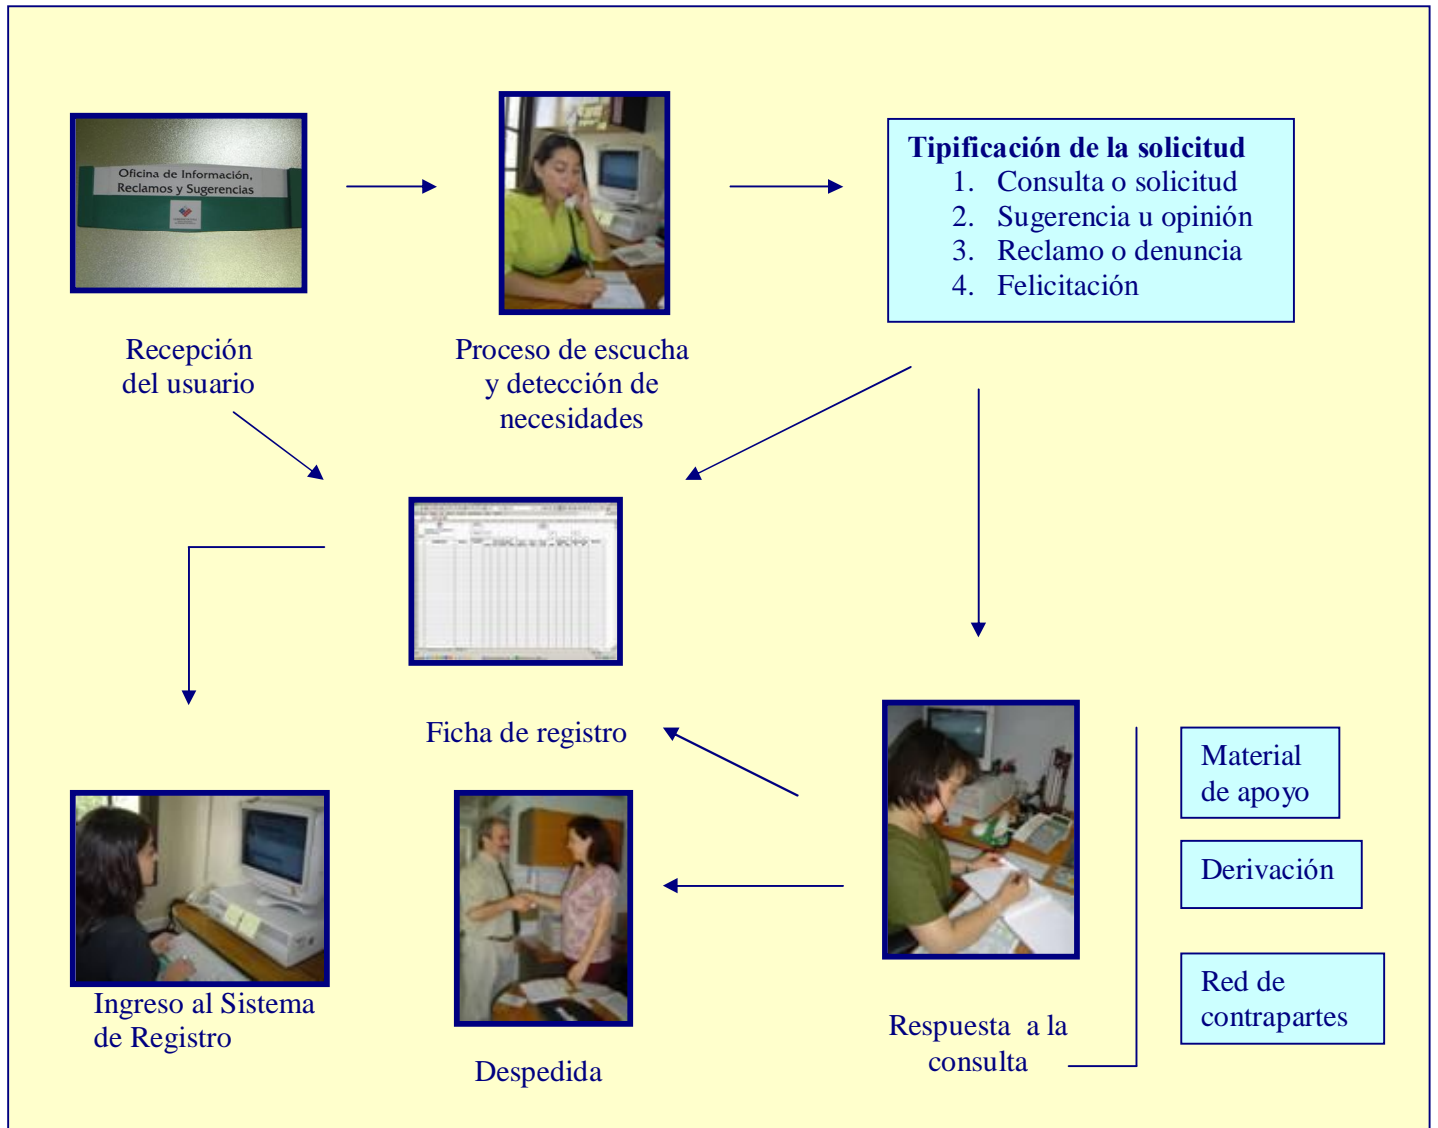 Oficina de Información,
Reclamos y Sugerencias
Tipificación de la solicitud
1. Consulta o solicitud
2. Sugerencia u opinión
3. Reclamo o denuncia
4. Felicitación
Recepción
del usuario
Proceso de escucha
y detección de
necesidades
Ficha de registro
Material
de apoyo
Derivación
Red de
contrapartes
Ingreso al Sistema
de Registro
Despedida
Respuesta a la
consulta